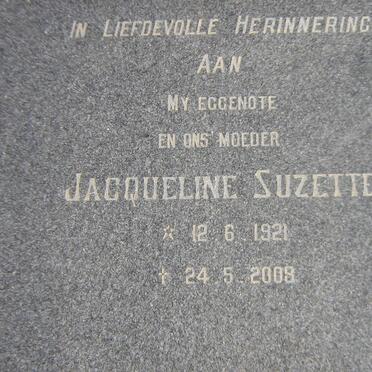 IN LIEFDEVOLLE HERINNERING
AAN
MY EGGENOTE
EN ONS MOEDER
JACQUELINE SUZETTE
* 12.6.1921
† 24.5.2009